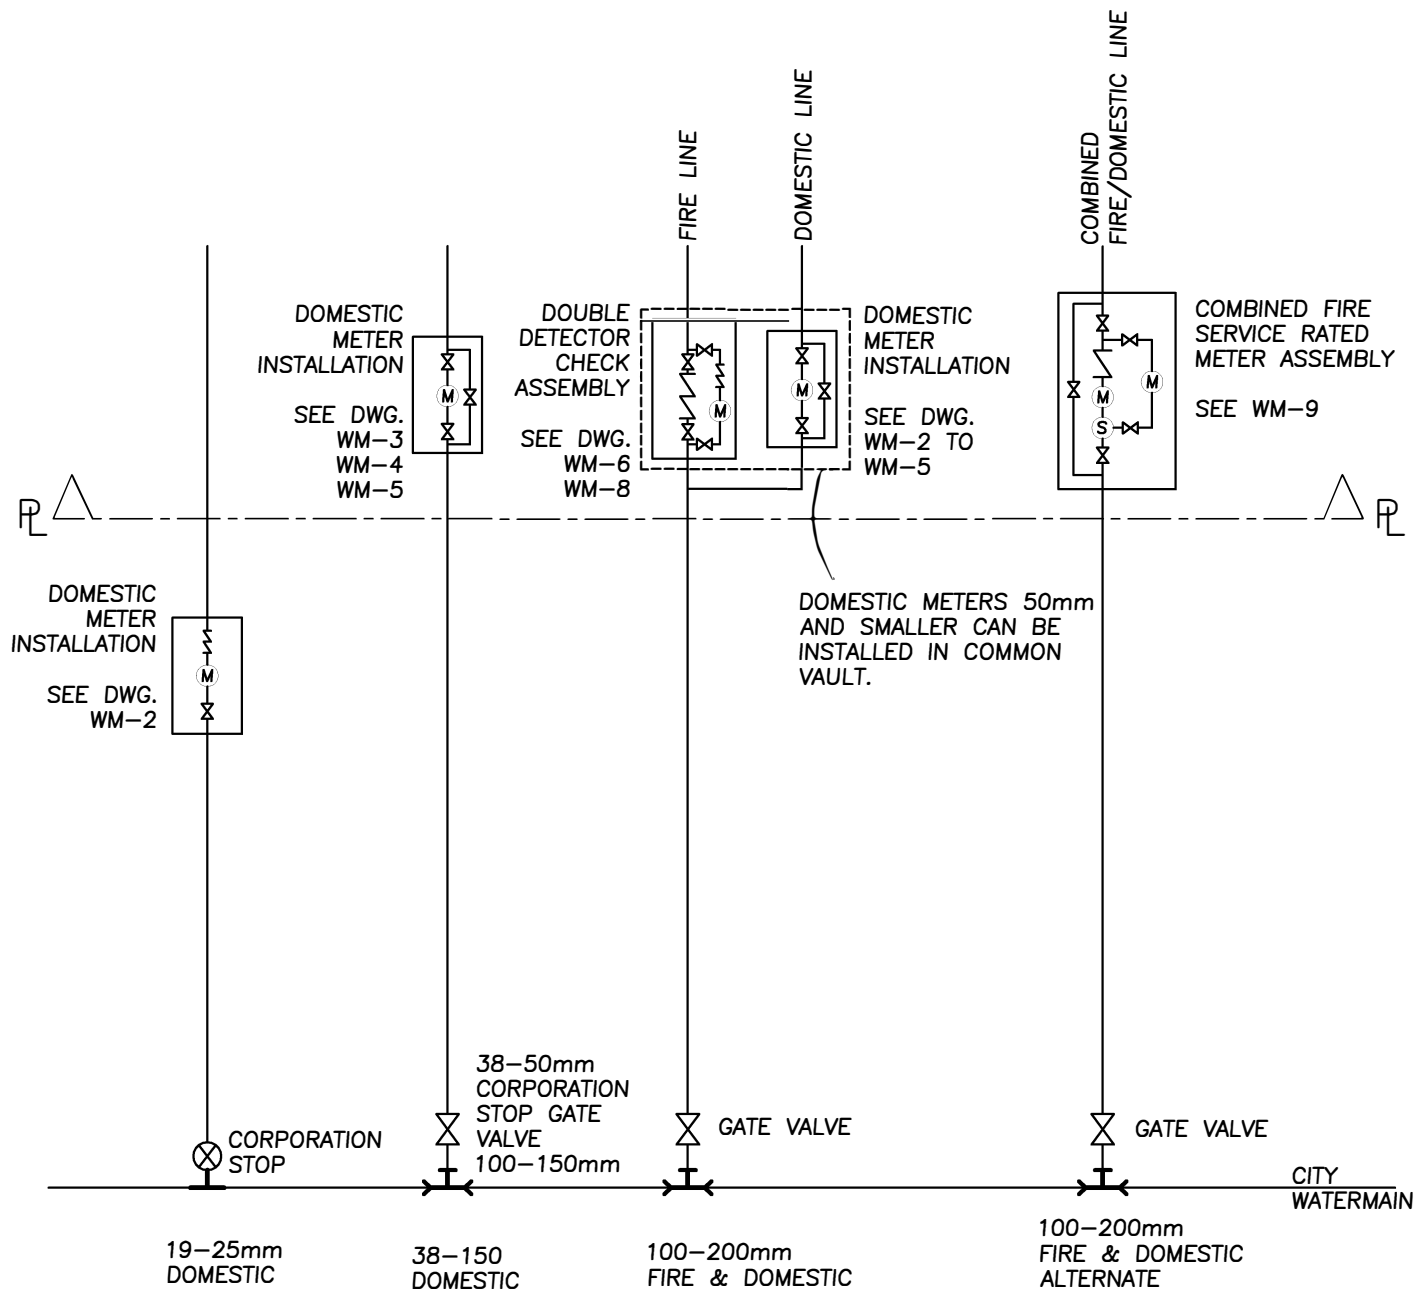 FIRE LINE
DOMESTIC LINE
COMBINED
FIRE/DOMESTIC LINE
DOMESTIC
METER
INSTALLATION
SEE DWG.
WM-3
WM-4
WM-5
M
DOUBLE
DETECTOR
CHECK
ASSEMBLY
SEE DWG.
WM-6
WM-8
M
M
DOMESTIC
METER
INSTALLATION
SEE DWG.
WM-2 TO
WM-5
M
M
S
COMBINED FIRE
SERVICE RATED
METER ASSEMBLY
SEE WM-9
PL
PL
DOMESTIC
METER
INSTALLATION
SEE DWG.
WM-2
M
DOMESTIC METERS 50mm
AND SMALLER CAN BE
INSTALLED IN COMMON
VAULT.
CORPORATION
STOP
38-50mm
CORPORATION
STOP GATE
VALVE
100-150mm
GATE VALVE
GATE VALVE
CITY
WATERMAIN
19-25mm
DOMESTIC
38-150
DOMESTIC
100-200mm
FIRE & DOMESTIC
100-200mm
FIRE & DOMESTIC
ALTERNATE